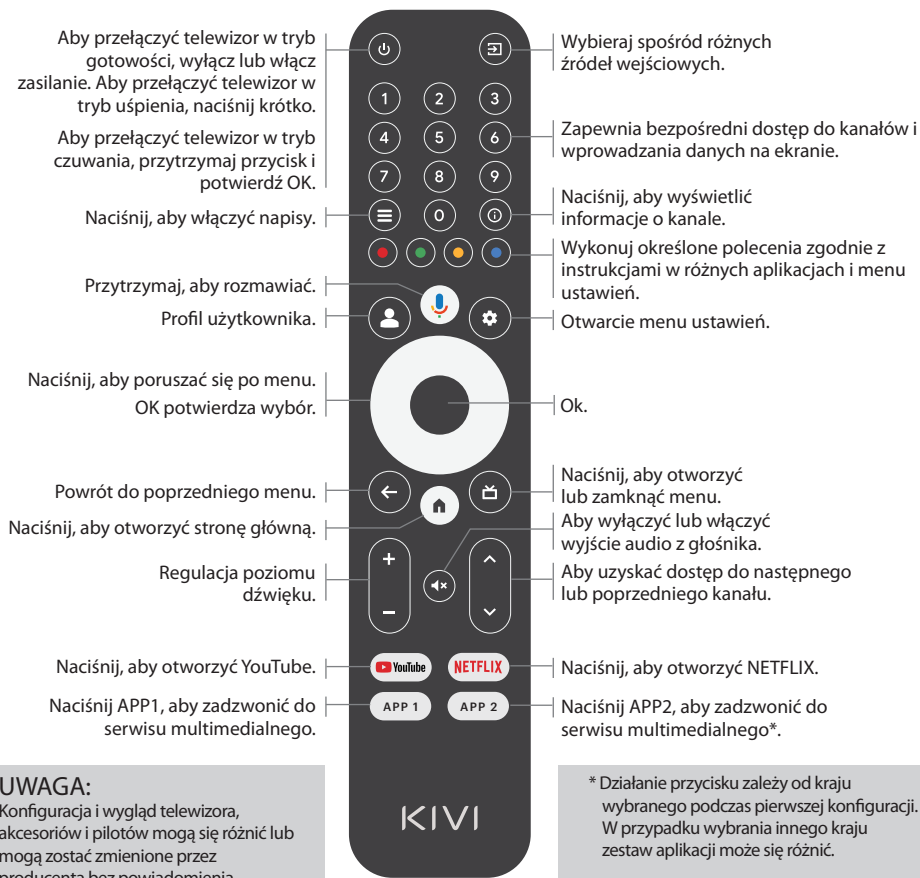 Aby przełączyć telewizor w tryb
gotowości, wyłącz lub włącz
zasilanie. Aby przełączyć telewizor w
tryb uśpienia, naciśnij krótko.
Aby przełączyć telewizor w tryb
czuwania, przytrzymaj przycisk i
potwierdź OK.
Naciśnij, aby włączyć napisy.
Przytrzymaj, aby rozmawiać.
Profil użytkownika.
Naciśnij, aby poruszać się po menu.
OK potwierdza wybór.
Powrót do poprzedniego menu.
Naciśnij, aby otworzyć stronę główną.
Regulacja poziomu
dźwięku.
Naciśnij, aby otworzyć YouTube.
Naciśnij APP1, aby zadzwonić do
serwisu multimedialnego.
1 2 3
4 5 6
7 8 9
0
YouTube NETFLIX
APP 1 APP 2
KIVI
Wybieraj spośród różnych
źródeł wejściowych.
Zapewnia bezpośredni dostęp do kanałów i
wprowadzania danych na ekranie.
Naciśnij, aby wyświetlić
informacje o kanale.
Wykonuj określone polecenia zgodnie z
instrukcjami w różnych aplikacjach i menu
ustawień.
Otwarcie menu ustawień.
Ok.
Naciśnij, aby otworzyć
lub zamknąć menu.
Aby wyłączyć lub włączyć
wyjście audio z głośnika.
Aby uzyskać dostęp do następnego
lub poprzedniego kanału.
Naciśnij, aby otworzyć NETFLIX.
Naciśnij APP2, aby zadzwonić do
serwisu multimedialnego*.
UWAGA:
Konfiguracja i wygląd telewizora,
akcesoriów i pilotów mogą się różnić lub
mogą zostać zmienione przez
producenta bez powiadomienia
* Działanie przycisku zależy od kraju
wybranego podczas pierwszej konfiguracji.
W przypadku wybrania innego kraju
zestaw aplikacji może się różnić.